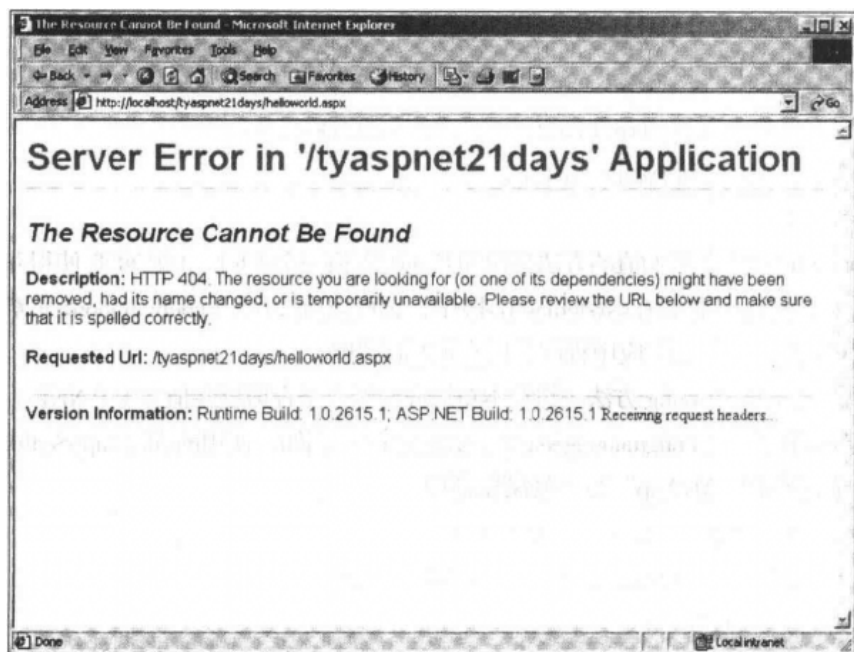 The Resource Cannot Be Found - Microsoft Internet Explorer
File Edit View Favorites Tools Help
Back Search Favorites History
Address http://localhost/tyaspnet21days/helloworld.aspx Go
Server Error in '/tyaspnet21days' Application
The Resource Cannot Be Found
Description: HTTP 404. The resource you are looking for (or one of its dependencies) might have been
removed, had its name changed, or is temporarily unavailable. Please review the URL below and make sure
that it is spelled correctly.
Requested Url: /tyaspnet21days/helloworld.aspx
Version Information: Runtime Build: 1.0.2615.1; ASP.NET Build: 1.0.2615.1 Receiving request headers...
Done Local intranet